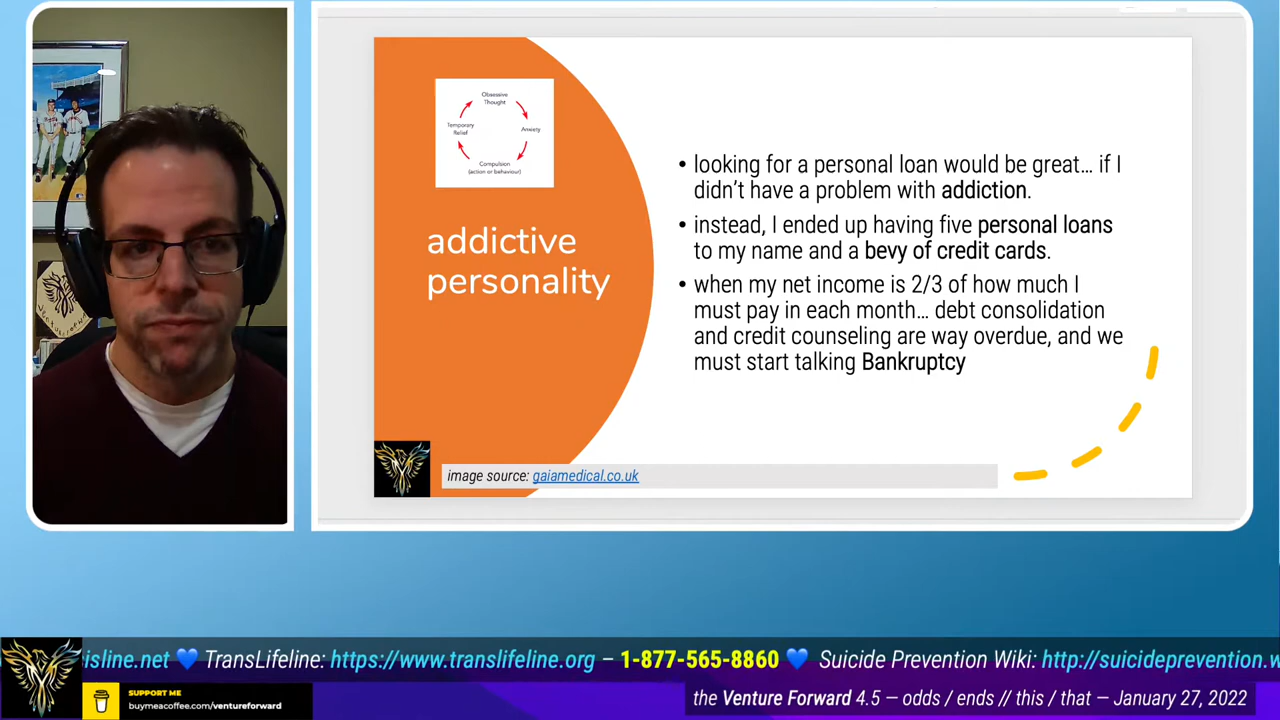 Obsessive
Thought
Temporary
Relief
Anxiety
Compulsion
(action or behaviour)
addictive
personality
• looking for a personal loan would be great… if I
didn’t have a problem with addiction.
• instead, I ended up having five personal loans
to my name and a bevy of credit cards.
• when my net income is 2/3 of how much I
must pay in each month… debt consolidation
and credit counseling are way overdue, and we
must start talking Bankruptcy
image source: gaiamedical.co.uk
isline.net 💙 TransLifeline: https://www.translifeline.org – 1-877-565-8860 💙 Suicide Prevention Wiki: http://suicideprevention.w
SUPPORT ME
buymeacoffee.com/ventureforward
the Venture Forward 4.5 — odds / ends // this / that — January 27, 2022